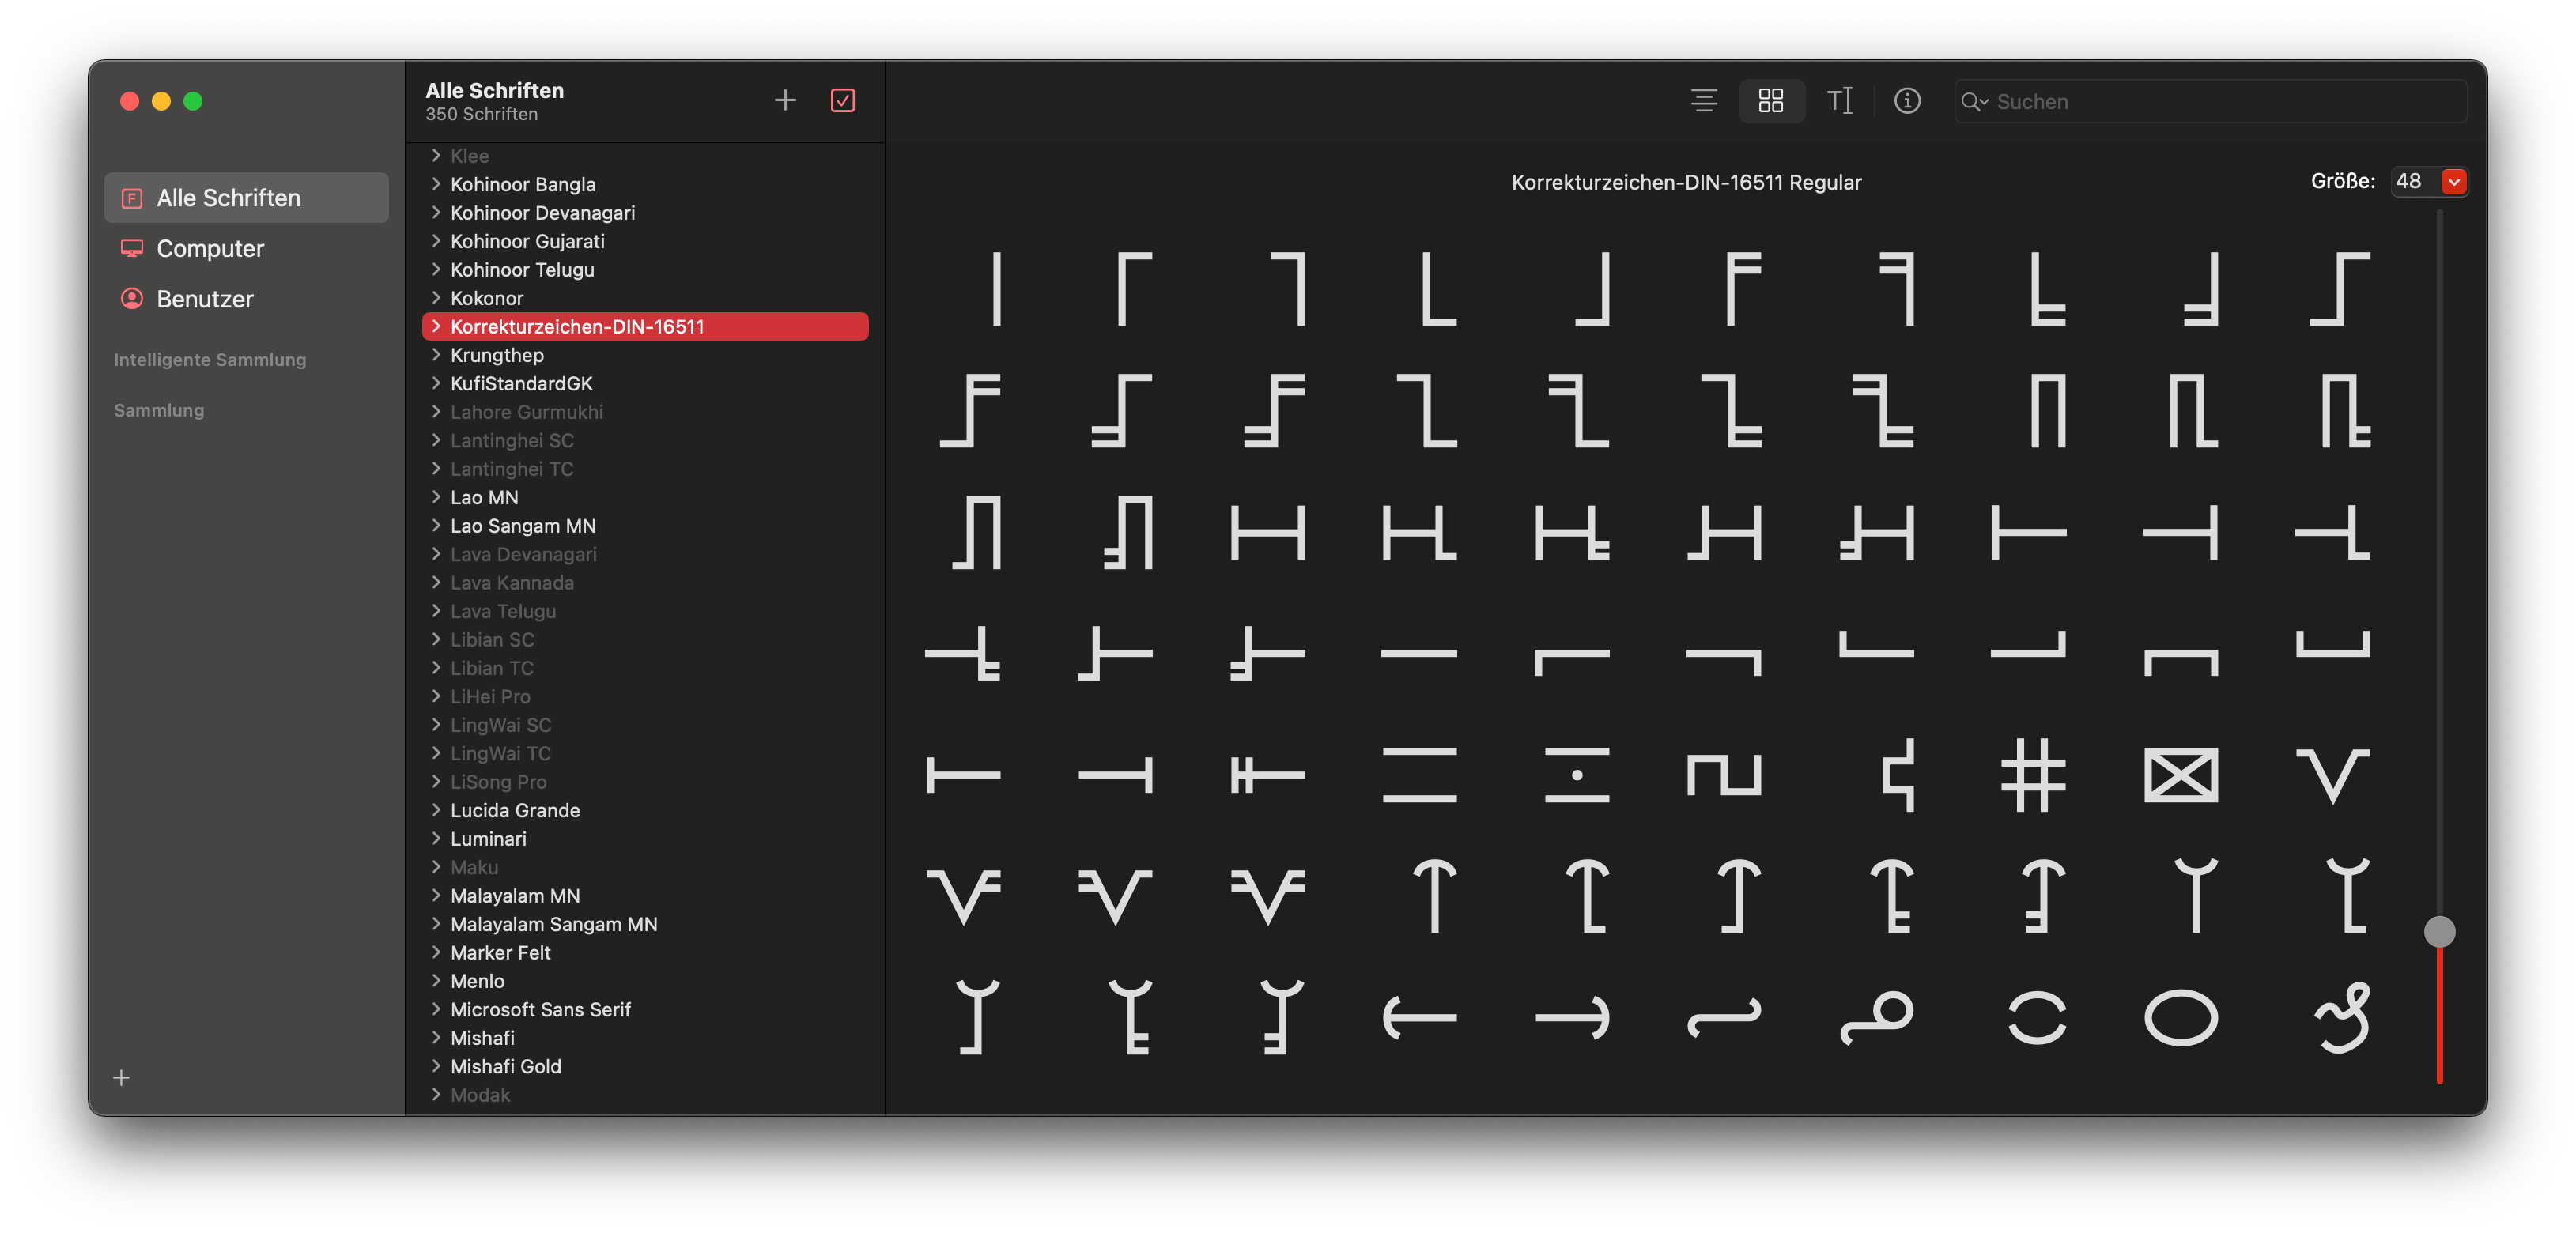 Alle Schriften
Computer
Benutzer
Intelligente Sammlung
Sammlung
Alle Schriften
350 Schriften
Klee
Kohinoor Bangla
Kohinoor Devanagari
Kohinoor Gujarati
Kohinoor Telugu
Kokonor
Korrekturzeichen-DIN-16511
Krungthep
KufiStandardGK
Lahore Gurmukhi
Lantinghei SC
Lantinghei TC
Lao MN
Lao Sangam MN
Lava Devanagari
Lava Kannada
Lava Telugu
Libian SC
Libian TC
LiHei Pro
LingWai SC
LingWai TC
LiSong Pro
Lucida Grande
Luminari
Maku
Malayalam MN
Malayalam Sangam MN
Marker Felt
Menlo
Microsoft Sans Serif
Mishafi
Mishafi Gold
Modak
Suchen
Korrekturzeichen-DIN-16511 Regular
Größe: 48